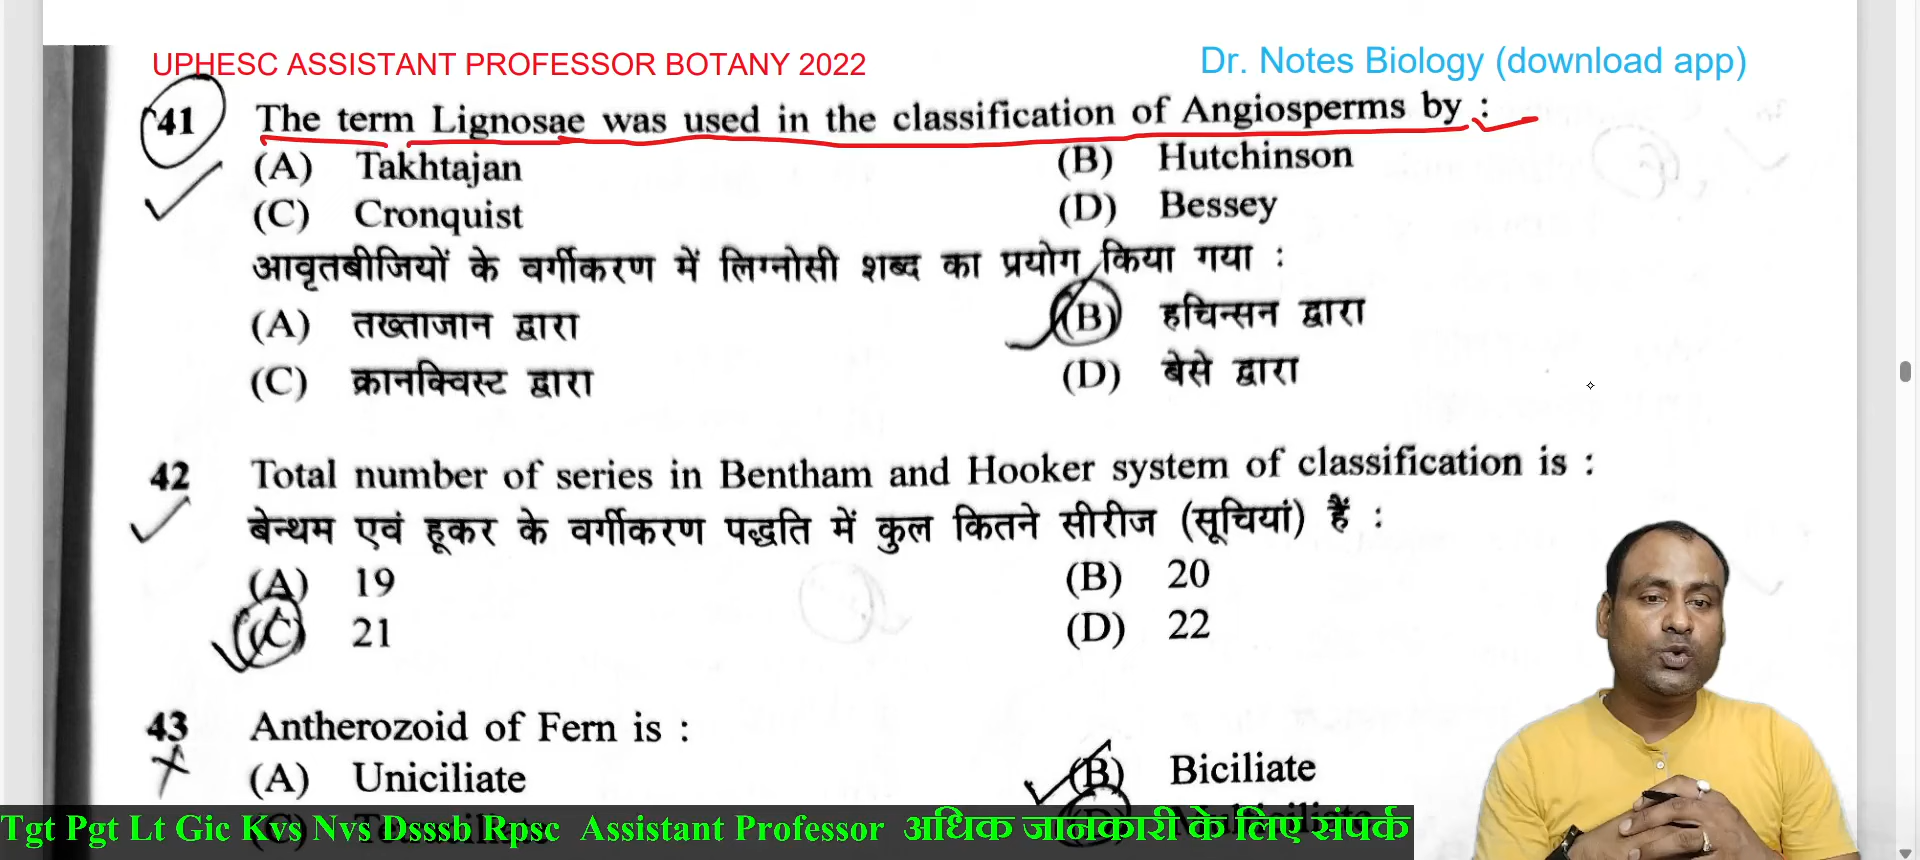 UPHESC ASSISTANT PROFESSOR BOTANY 2022
Dr. Notes Biology (download app)
41 The term Lignosae was used in the classification of Angiosperms by :
(A) Takhtajan (B) Hutchinson
(C) Cronquist (D) Bessey
आवृतबीजियों के वर्गीकरण में लिग्नोसी शब्द का प्रयोग किया गया :
(A) तख्ताजान द्वारा (B) हचिन्सन द्वारा
(C) क्रानक्विस्ट द्वारा (D) बेसे द्वारा
42 Total number of series in Bentham and Hooker system of classification is :
बेन्थम एवं हूकर के वर्गीकरण पद्धति में कुल कितने सीरीज (सूचियां) हैं :
(A) 19 (B) 20
(C) 21 (D) 22
43 Antherozoid of Fern is :
(A) Uniciliate (B) Biciliate
Tgt Pgt Lt Gic Kvs Nvs Dsssb Rpsc Assistant Professor अधिक जानकारी के लिए संपर्क